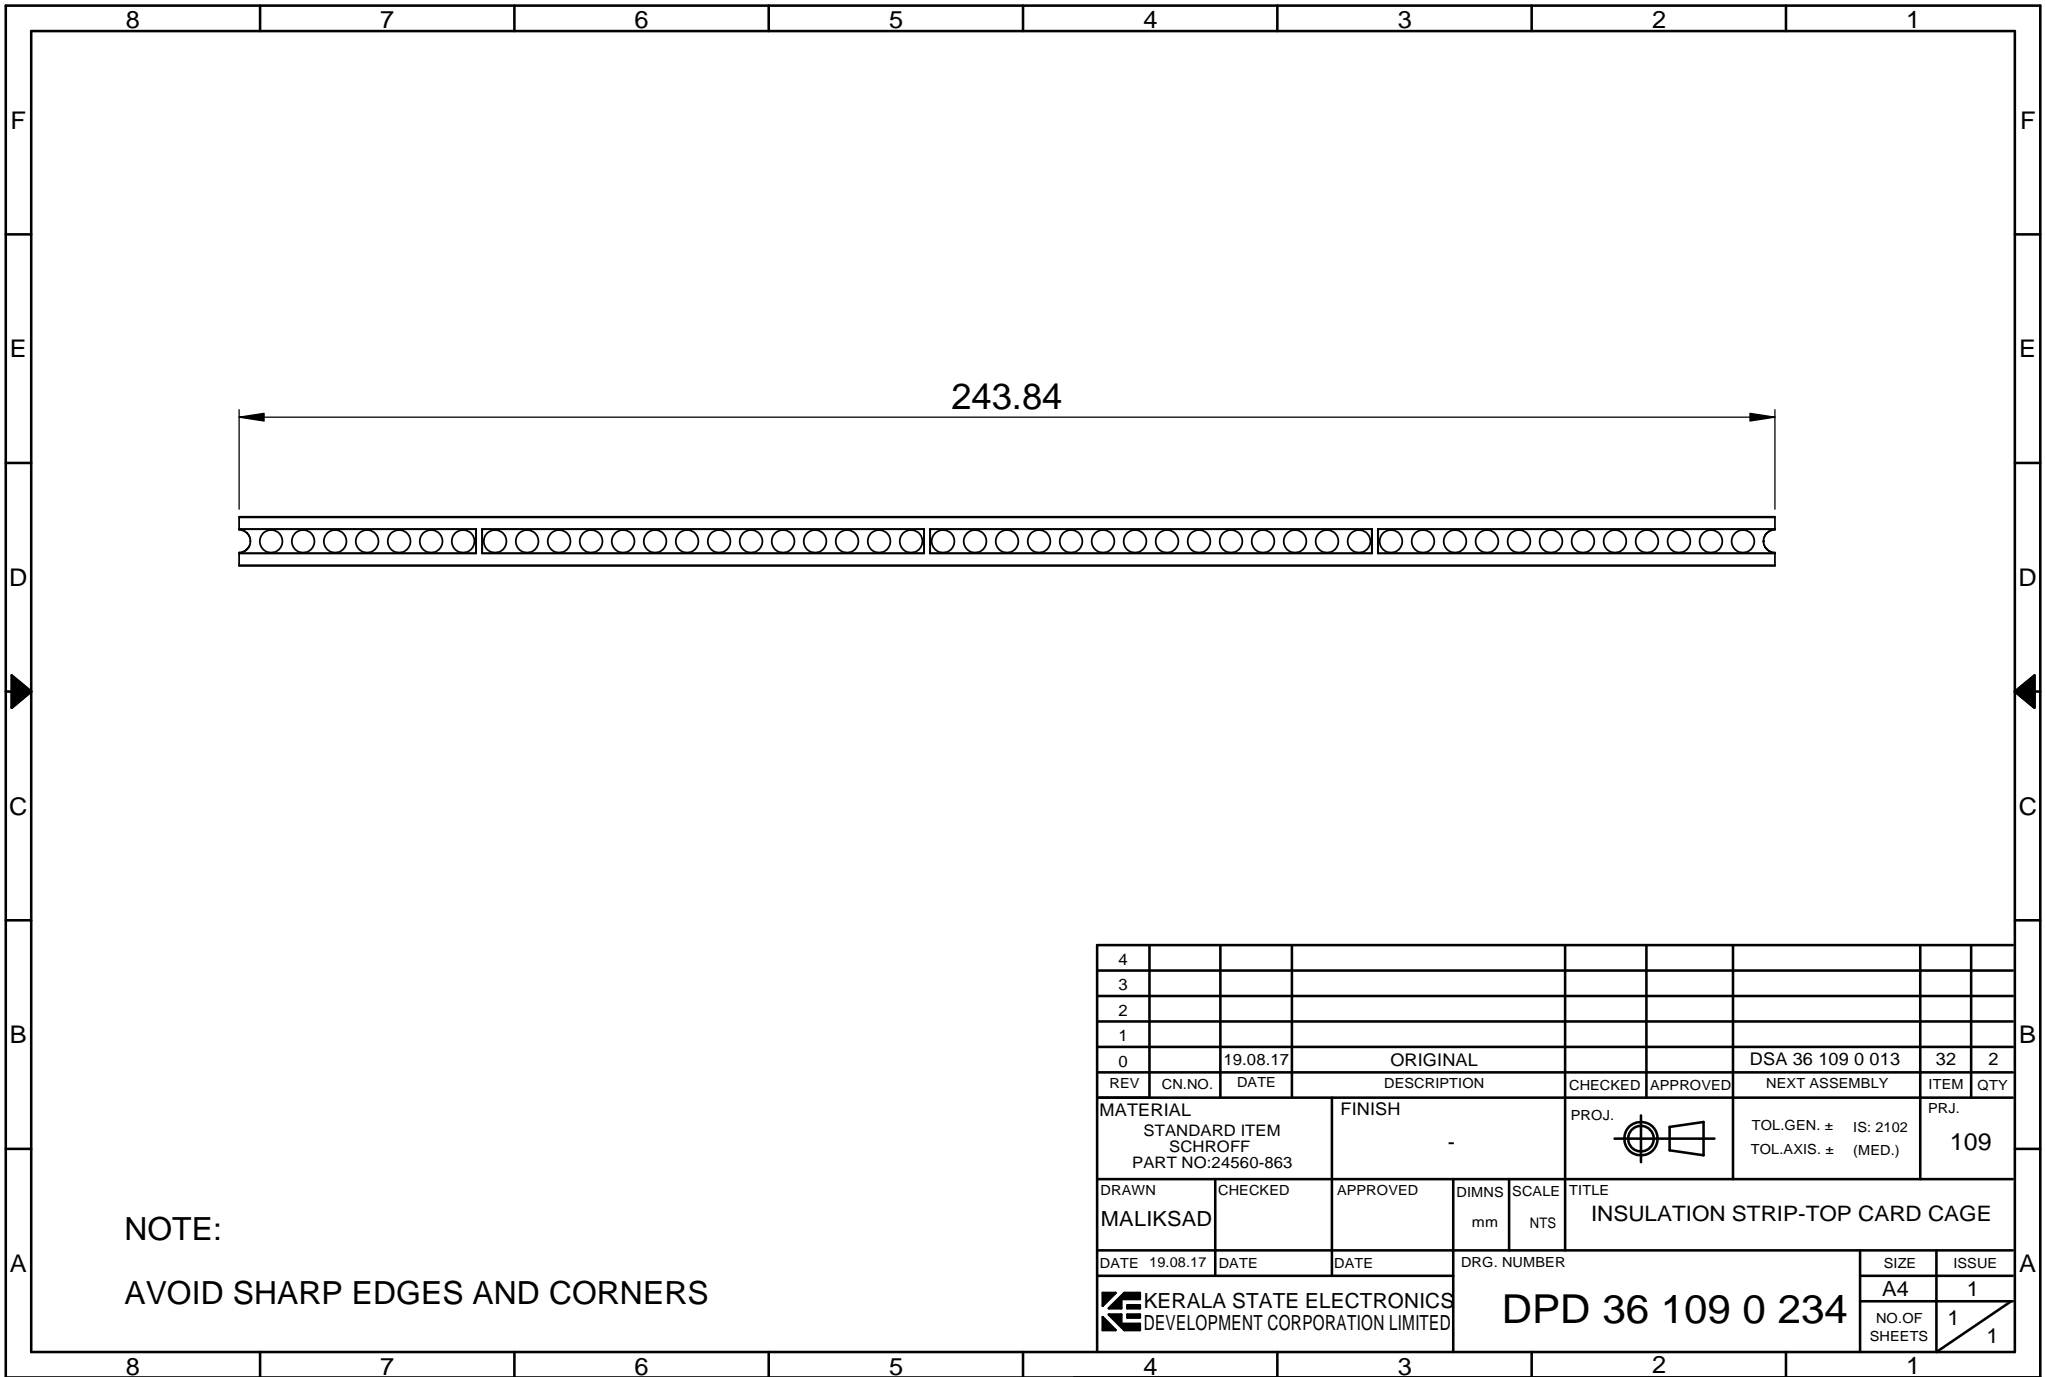 8 7 6 5 4 3 2 1
F F
E E
243.84
D D
C C
B B
A A
NOTE:
AVOID SHARP EDGES AND CORNERS
4
3
2
1
0 19.08.17 ORIGINAL DSA 36 109 0 013 32 2
REV CN.NO. DATE DESCRIPTION CHECKED APPROVED NEXT ASSEMBLY ITEM QTY
MATERIAL
STANDARD ITEM
SCHROFF
PART NO:24560-863
FINISH
-
PROJ.
TOL.GEN. ± IS: 2102
TOL.AXIS. ± (MED.)
PRJ.
109
DRAWN
MALIKSAD
CHECKED
APPROVED
DIMNS
mm
SCALE
NTS
TITLE
INSULATION STRIP-TOP CARD CAGE
DATE 19.08.17 DATE DATE
KERALA STATE ELECTRONICS
DEVELOPMENT CORPORATION LIMITED
DRG. NUMBER
DPD 36 109 0 234
SIZE
A4
ISSUE
1
NO.OF
SHEETS
1
1
8 7 6 5 4 3 2 1